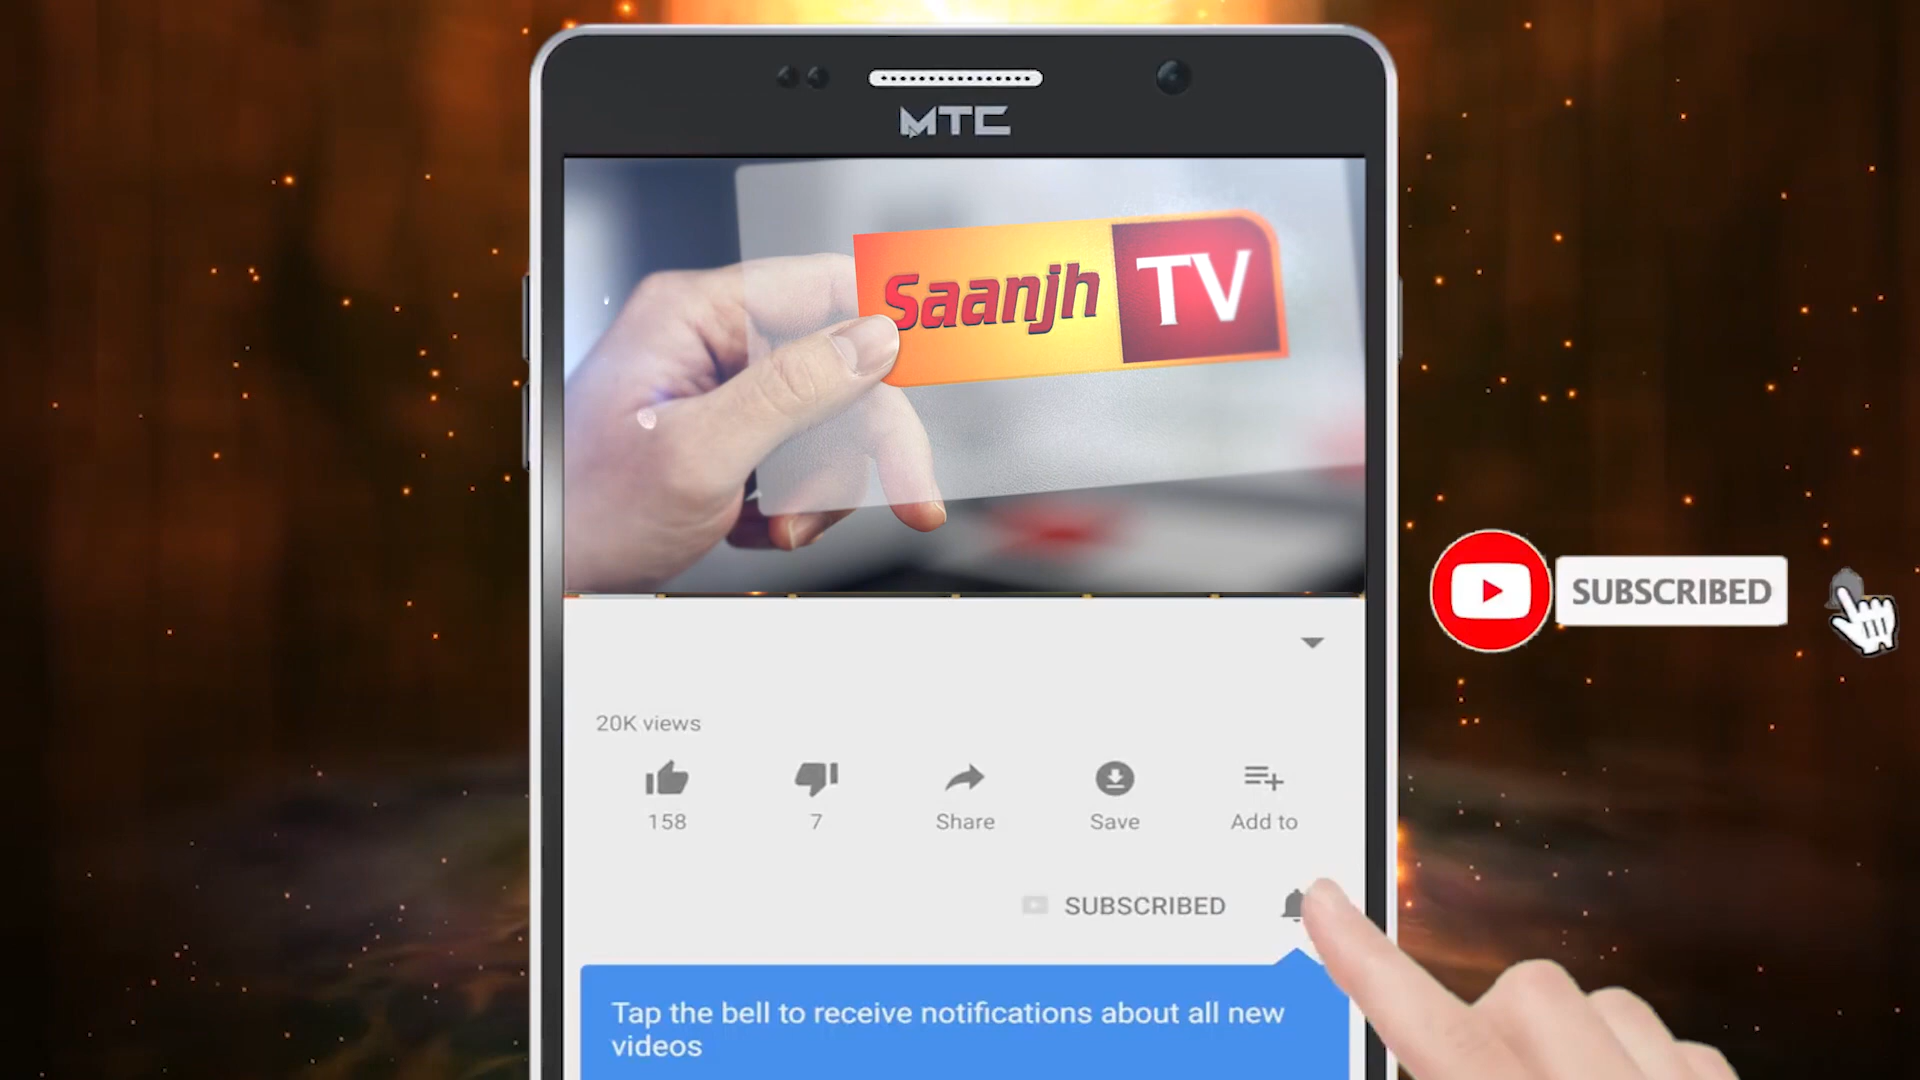 MTC
Saanjh TV
SUBSCRIBED
20K views
158
7
Share
Save
Add to
SUBSCRIBED
Tap the bell to receive notifications about all new
videos